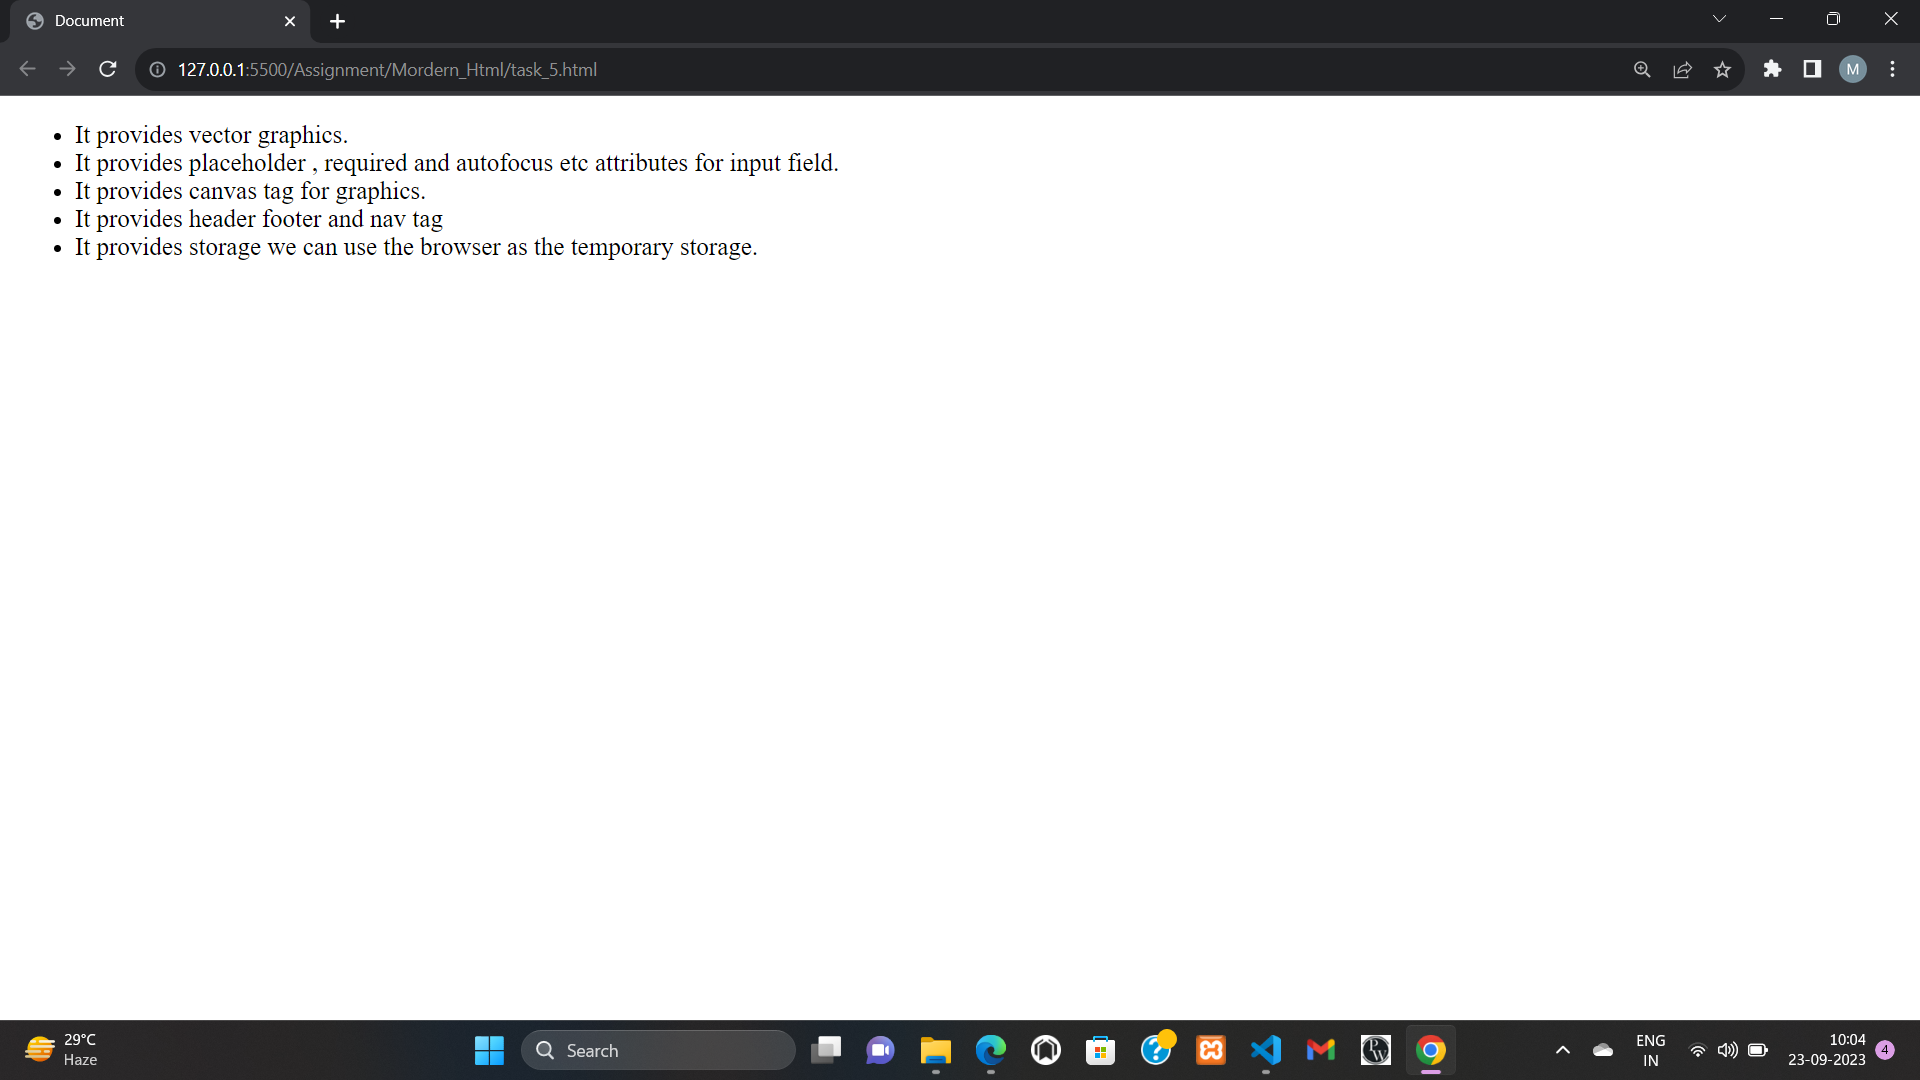 Document
127.0.0.1:5500/Assignment/Mordern_Html/task_5.html
M
It provides vector graphics.
It provides placeholder , required and autofocus etc attributes for input field.
It provides canvas tag for graphics.
It provides header footer and nav tag
It provides storage we can use the browser as the temporary storage.
29°C
Haze
Search
PW
ENG
IN
10:04
23-09-2023
4